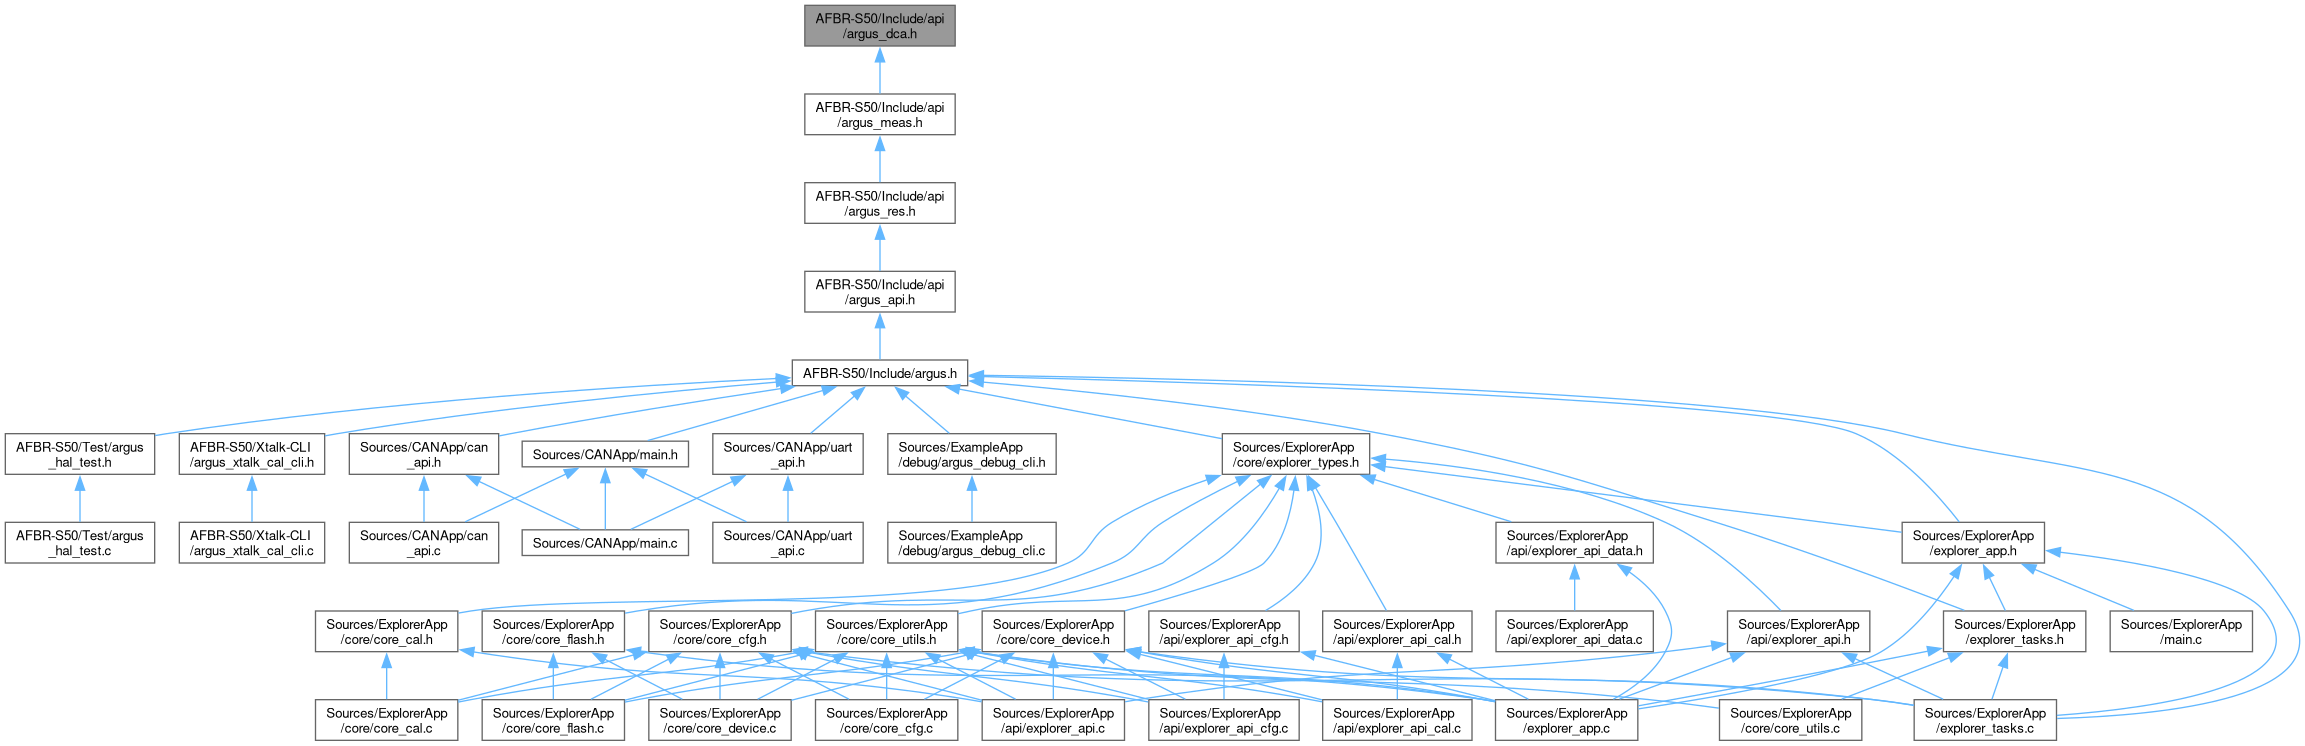 AFBR-S50/Include/api
/argus_dca.h
AFBR-S50/Include/api
/argus_meas.h
AFBR-S50/Include/api
/argus_res.h
AFBR-S50/Include/api
/argus_api.h
AFBR-S50/Include/argus.h
AFBR-S50/Test/argus
_hal_test.h
AFBR-S50/Xtalk-CLI
/argus_xtalk_cal_cli.h
Sources/CANApp/can
_api.h
Sources/CANApp/main.h
Sources/CANApp/uart
_api.h
Sources/ExampleApp
/debug/argus_debug_cli.h
Sources/ExplorerApp
/core/explorer_types.h
AFBR-S50/Test/argus
_hal_test.c
AFBR-S50/Xtalk-CLI
/argus_xtalk_cal_cli.c
Sources/CANApp/can
_api.c
Sources/CANApp/main.c
Sources/CANApp/uart
_api.c
Sources/ExampleApp
/debug/argus_debug_cli.c
Sources/ExplorerApp
/api/explorer_api_data.h
Sources/ExplorerApp
/explorer_app.h
Sources/ExplorerApp
/core/core_cal.h
Sources/ExplorerApp
/core/core_flash.h
Sources/ExplorerApp
/core/core_cfg.h
Sources/ExplorerApp
/core/core_utils.h
Sources/ExplorerApp
/core/core_device.h
Sources/ExplorerApp
/api/explorer_api_cfg.h
Sources/ExplorerApp
/api/explorer_api_cal.h
Sources/ExplorerApp
/api/explorer_api_data.c
Sources/ExplorerApp
/api/explorer_api.h
Sources/ExplorerApp
/explorer_tasks.h
Sources/ExplorerApp
/main.c
Sources/ExplorerApp
/core/core_cal.c
Sources/ExplorerApp
/core/core_flash.c
Sources/ExplorerApp
/core/core_device.c
Sources/ExplorerApp
/core/core_cfg.c
Sources/ExplorerApp
/api/explorer_api.c
Sources/ExplorerApp
/api/explorer_api_cfg.c
Sources/ExplorerApp
/api/explorer_api_cal.c
Sources/ExplorerApp
/explorer_app.c
Sources/ExplorerApp
/core/core_utils.c
Sources/ExplorerApp
/explorer_tasks.c